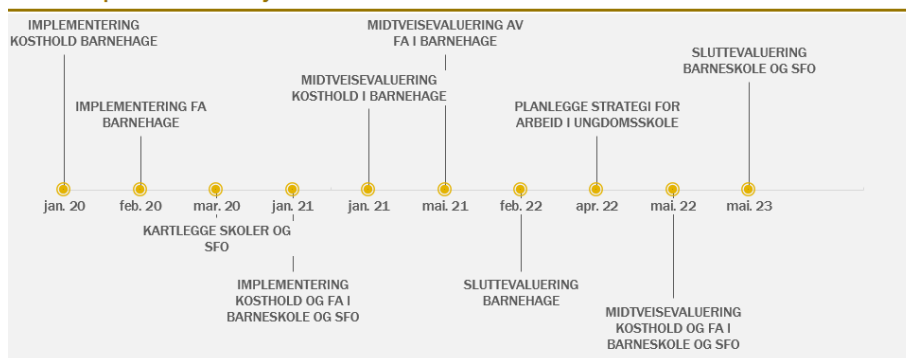 IMPLEMENTERING
KOSTHOLD BARNEHAGE
MIDTVEISEVALUERING AV
FA I BARNEHAGE
SLUTTEVALUERING
BARNESKOLE OG SFO
MIDTVEISEVALUERING
KOSTHOLD I BARNEHAGE
IMPLEMENTERING FA
BARNEHAGE
PLANLEGGE STRATEGI FOR
ARBEID I UNGDOMSSKOLE
jan. 20
feb. 20
mar. 20
jan. 21
jan. 21
mai. 21
feb. 22
apr. 22
mai. 22
mai. 23
KARTLEGGE SKOLER OG
SFO
IMPLEMENTERING
KOSTHOLD OG FA I
BARNESKOLE OG SFO
SLUTTEVALUERING
BARNEHAGE
MIDTVEISEVALUERING
KOSTHOLD OG FA I
BARNESKOLE OG SFO